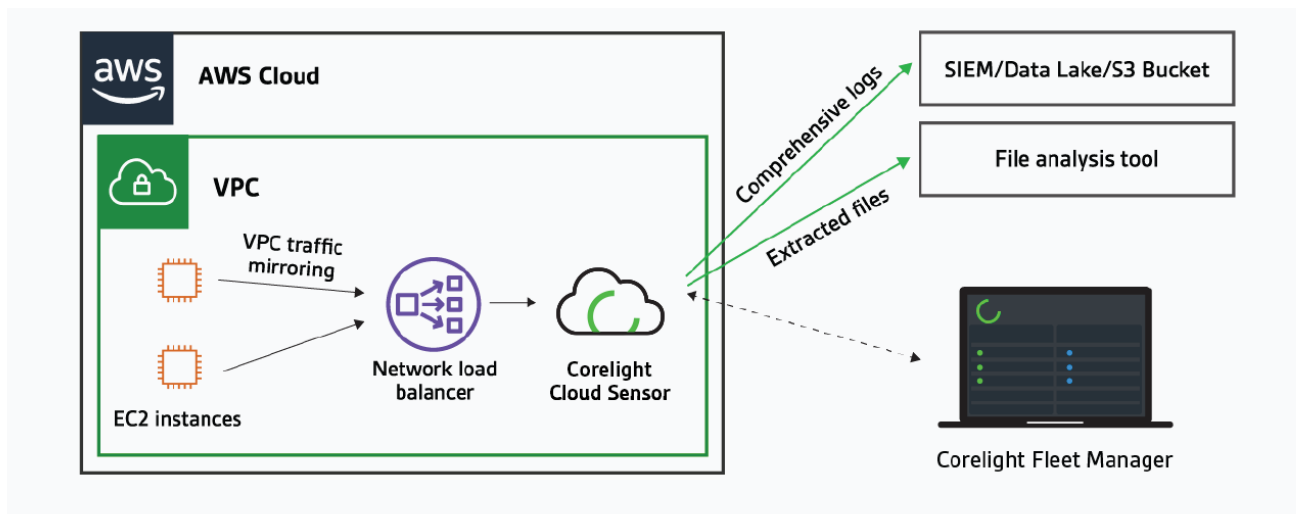 aws
AWS Cloud
VPC
VPC traffic
mirroring
EC2 instances
Network load
balancer
Corelight
Cloud Sensor
Comprehensive logs
Extracted files
SIEM/Data Lake/S3 Bucket
File analysis tool
Corelight Fleet Manager